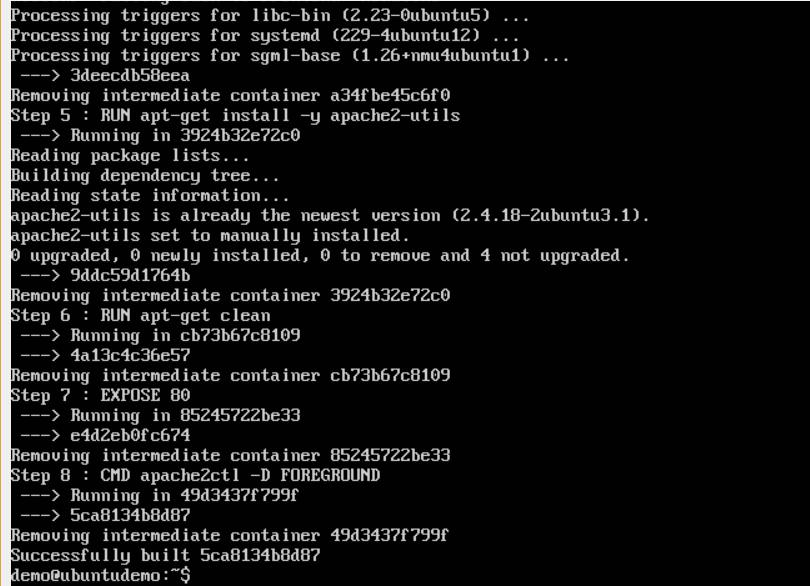 Processing triggers for libc-bin (2.23-0ubuntu5) ...
Processing triggers for systemd (229-4ubuntu12) ...
Processing triggers for sgml-base (1.26+nmu4ubuntu1) ...
 ---> 3deecdb58eea
Removing intermediate container a34fbe45c6f0
Step 5 : RUN apt-get install -y apache2-utils
 ---> Running in 3924b32e72c0
Reading package lists...
Building dependency tree...
Reading state information...
apache2-utils is already the newest version (2.4.18-2ubuntu3.1).
apache2-utils set to manually installed.
0 upgraded, 0 newly installed, 0 to remove and 4 not upgraded.
 ---> 9ddc59d1764b
Removing intermediate container 3924b32e72c0
Step 6 : RUN apt-get clean
 ---> Running in cb73b67c8109
 ---> 4a13c4c36e57
Removing intermediate container cb73b67c8109
Step 7 : EXPOSE 80
 ---> Running in 85245722be33
 ---> e4d2eb0fc674
Removing intermediate container 85245722be33
Step 8 : CMD apache2ctl -D FOREGROUND
 ---> Running in 49d3437f799f
 ---> 5ca8134b8d87
Removing intermediate container 49d3437f799f
Successfully built 5ca8134b8d87
demo@ubuntudemo:~$